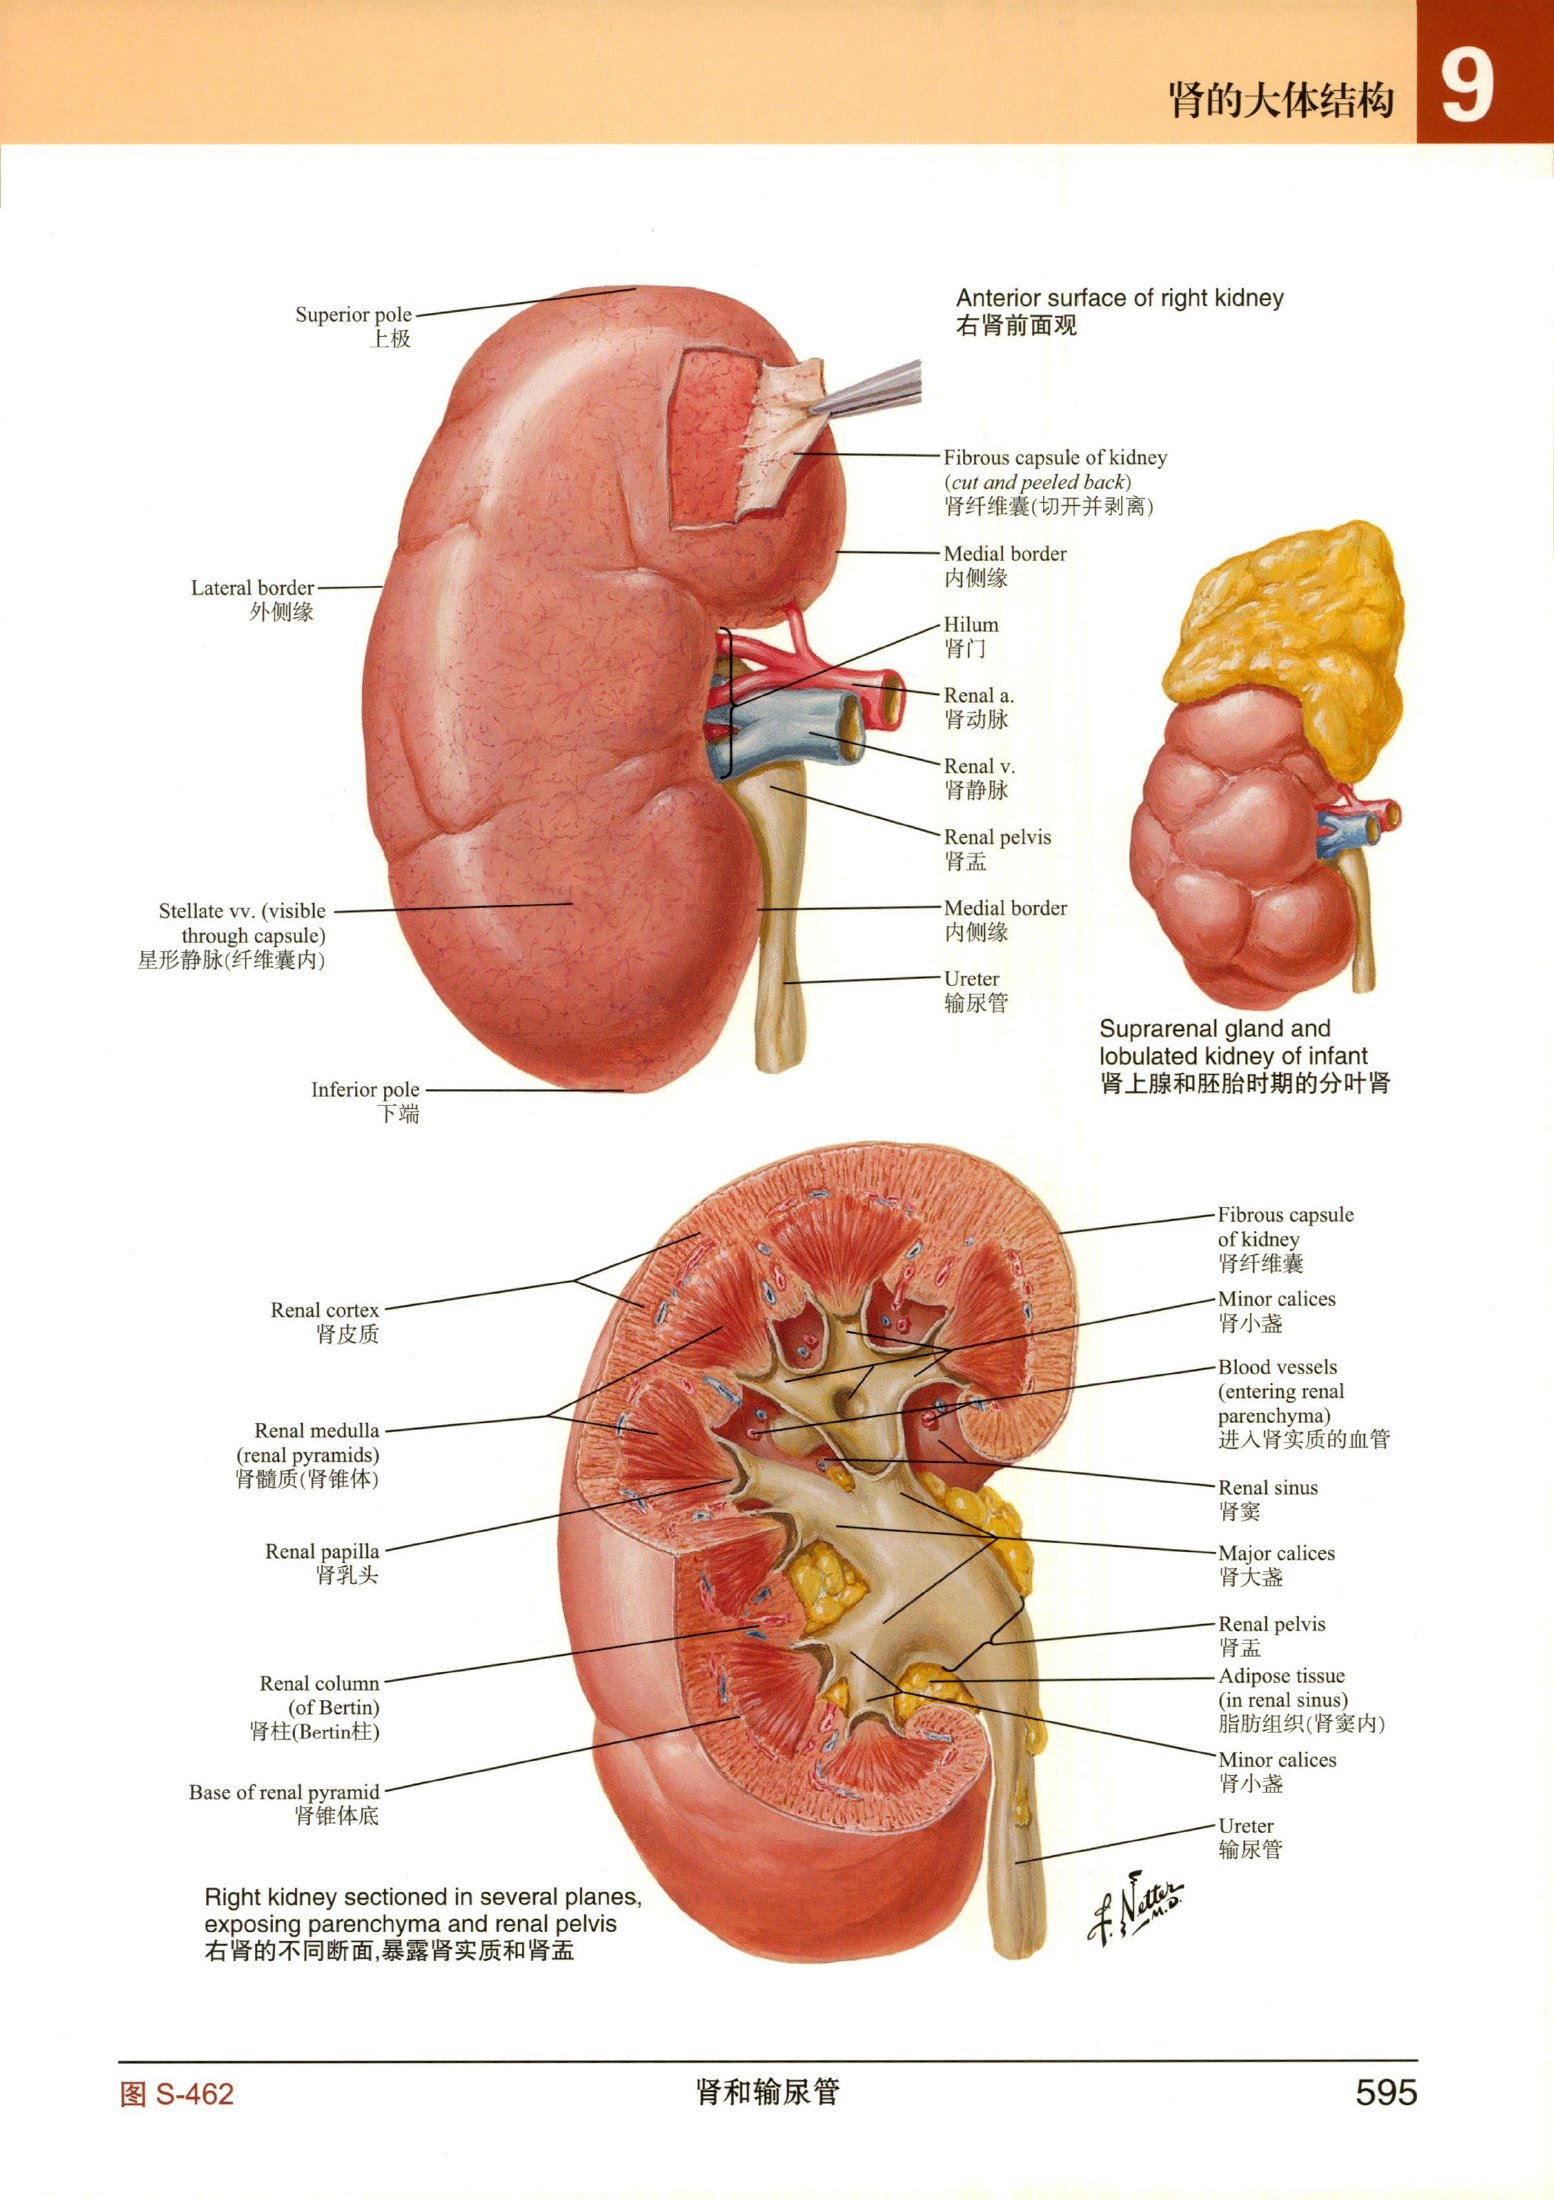 肾的大体结构 9
Anterior surface of right kidney
右肾前面观
Superior pole
上极
Fibrous capsule of kidney
(cut and peeled back)
肾纤维囊(切开并剥离)
Medial border
内侧缘
Lateral border
外侧缘
Hilum
肾门
Renal a.
肾动脉
Renal v.
肾静脉
Renal pelvis
肾盂
Stellate vv. (visible
through capsule)
星形静脉(纤维囊内)
Medial border
内侧缘
Ureter
输尿管
Suprarenal gland and
lobulated kidney of infant
肾上腺和胚胎时期的分叶肾
Inferior pole
下端
Fibrous capsule
of kidney
肾纤维囊
Minor calices
肾小盏
Renal cortex
肾皮质
Blood vessels
(entering renal
parenchyma)
进入肾实质的血管
Renal medulla
(renal pyramids)
肾髓质(肾锥体)
Renal sinus
肾窦
Renal papilla
肾乳头
Major calices
肾大盏
Renal pelvis
肾盂
Adipose tissue
(in renal sinus)
脂肪组织(肾窦内)
Renal column
(of Bertin)
肾柱(Bertin柱)
Minor calices
肾小盏
Base of renal pyramid
肾锥体底
Ureter
输尿管
Right kidney sectioned in several planes,
exposing parenchyma and renal pelvis
右肾的不同断面,暴露肾实质和肾盂
F. Netter
M.D.
图 S-462 肾和输尿管 595